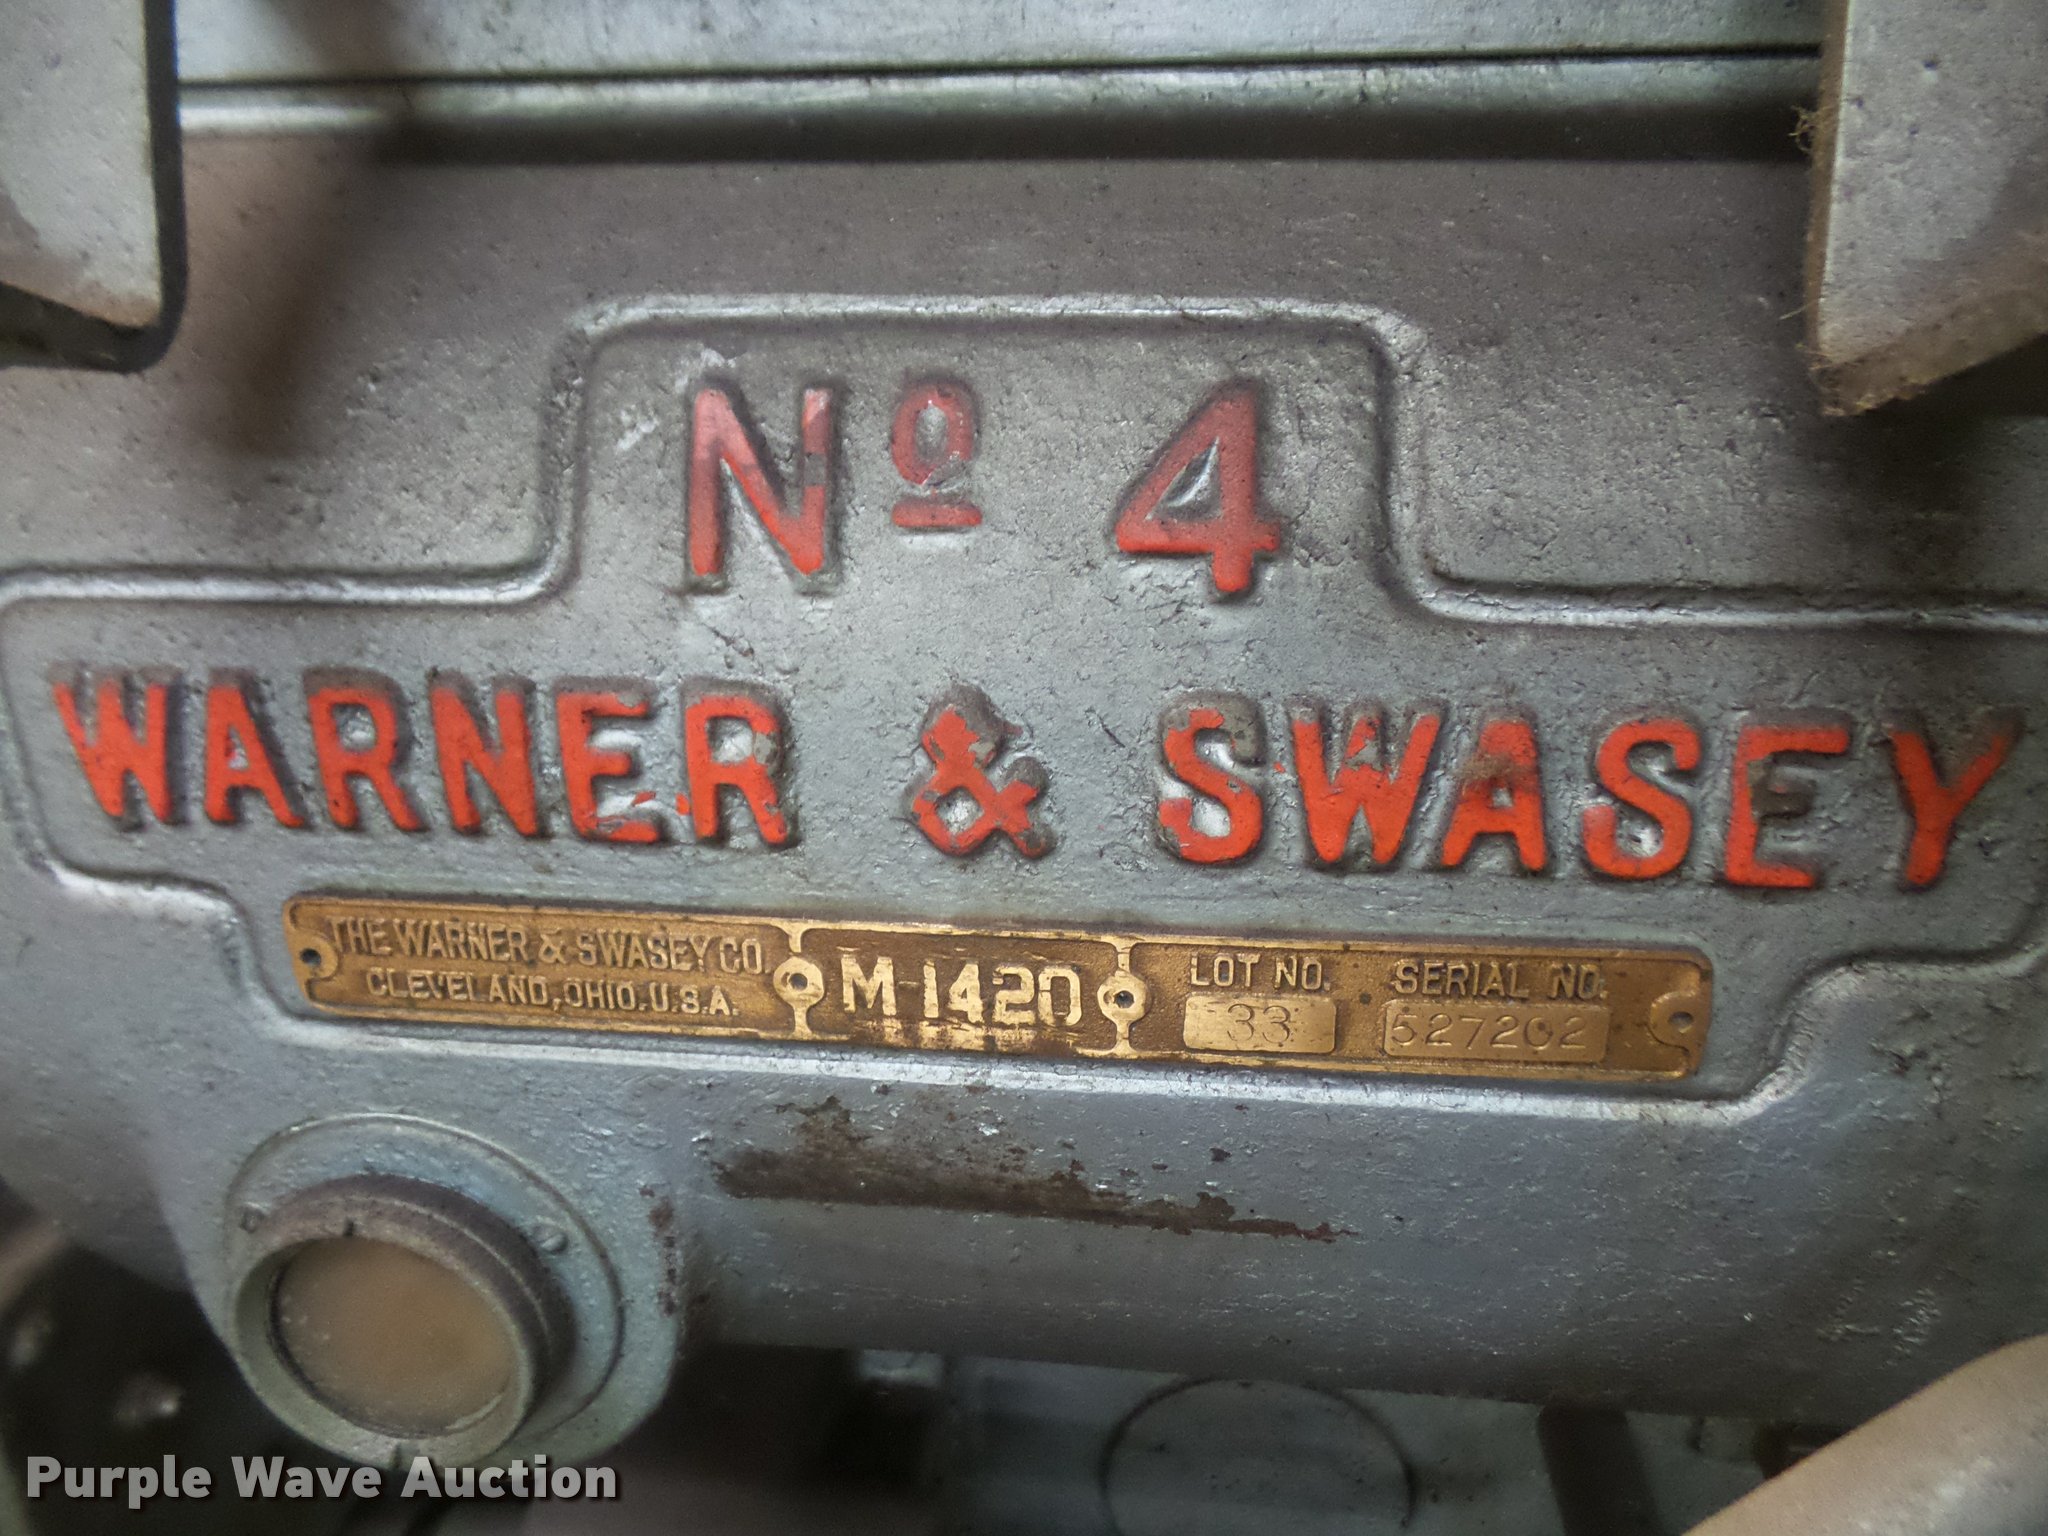 Nº 4
WARNER & SWASEY
THE WARNER & SWASEY CO.
CLEVELAND, OHIO. U.S.A.
M-1420
LOT NO.
33
SERIAL NO.
527202
Purple Wave Auction